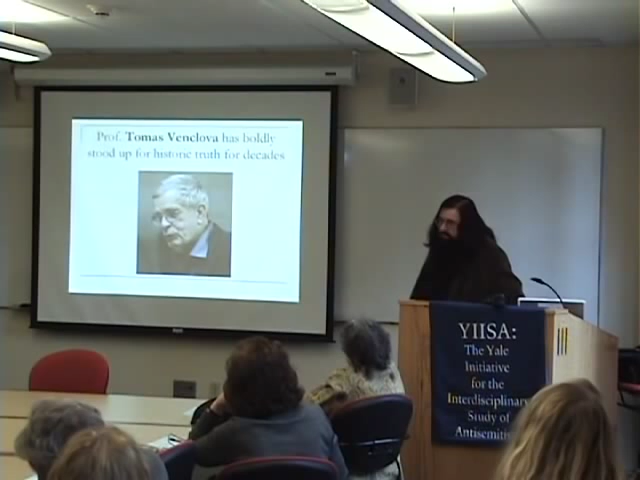 Prof. Tomas Venclova has boldly
stood up for historic truth for decades
YIISA:
The Yale
Initiative
for the
Interdisciplinary
Study of
Antisemitism